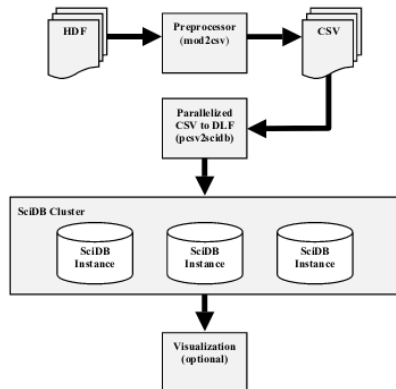 HDF
Preprocessor
(mod2csv)
CSV
Parallelized
CSV to DLF
(pcsv2scidb)
SciDB Cluster
SciDB
Instance
SciDB
Instance
SciDB
Instance
Visualization
(optional)